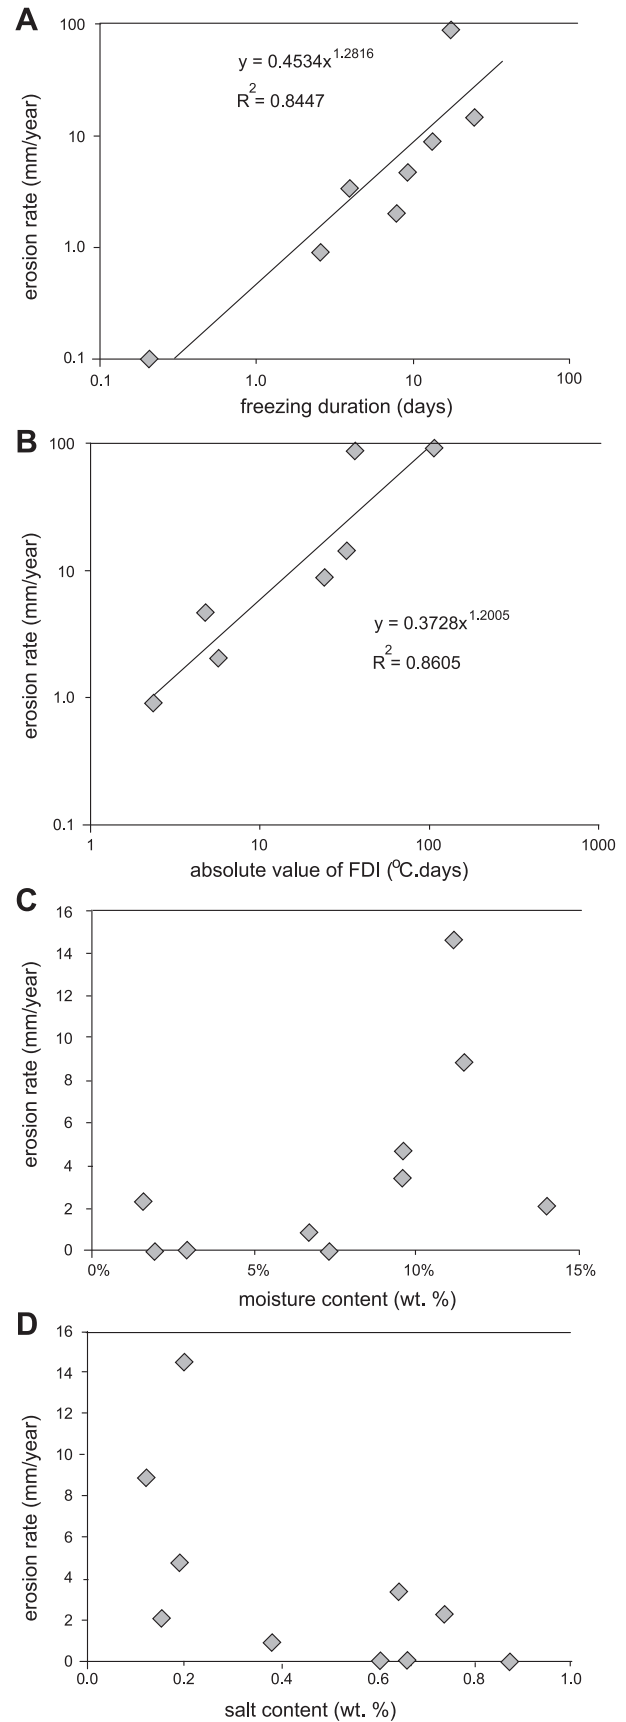 A
100
10
1.0
0.1
erosion rate (mm/year)
y = 0.4534x^1.2816
R^2 = 0.8447
0.1 1.0 10 100
freezing duration (days)
B
100
10
1.0
0.1
erosion rate (mm/year)
y = 0.3728x^1.2005
R^2 = 0.8605
1 10 100 1000
absolute value of FDI (°C.days)
C
16
14
12
10
8
6
4
2
0
erosion rate (mm/year)
0% 5% 10% 15%
moisture content (wt. %)
D
16
14
12
10
8
6
4
2
0
erosion rate (mm/year)
0.0 0.2 0.4 0.6 0.8 1.0
salt content (wt. %)